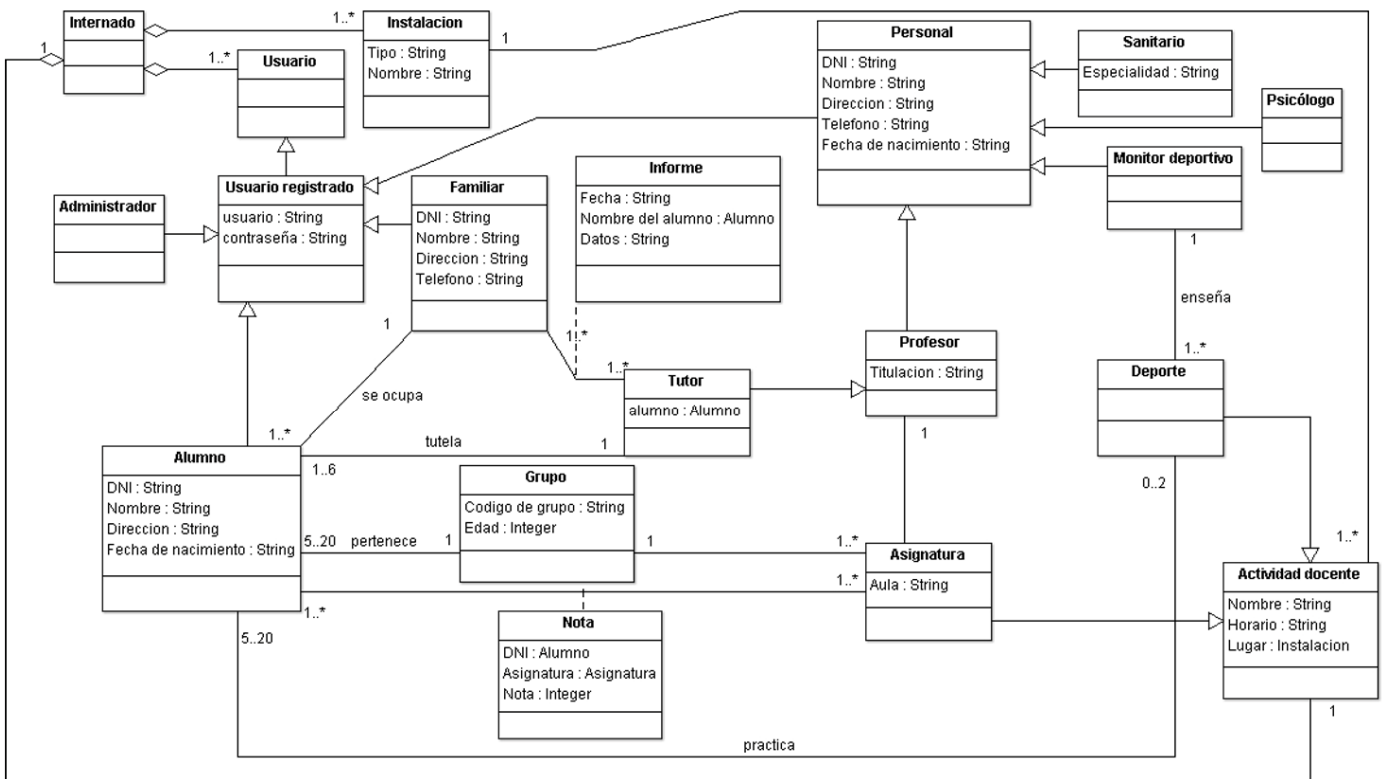 Internado
1
1..*
1..*
Instalacion
Tipo : String
Nombre : String
1
Usuario
Personal
DNI : String
Nombre : String
Direccion : String
Telefono : String
Fecha de nacimiento : String
Sanitario
Especialidad : String
Psicólogo
Monitor deportivo
1
enseña
1..*
Administrador
Usuario registrado
usuario : String
contraseña : String
Familiar
DNI : String
Nombre : String
Direccion : String
Telefono : String
1
Informe
Fecha : String
Nombre del alumno : Alumno
Datos : String
1..*
1..*
se ocupa
1..*
Tutor
alumno : Alumno
Profesor
Titulacion : String
1
Deporte
0..2
tutela
1
1..6
Alumno
DNI : String
Nombre : String
Direccion : String
Fecha de nacimiento : String
Grupo
Codigo de grupo : String
Edad : Integer
5..20
pertenece
1
1
1..*
Asignatura
Aula : String
1..*
1..*
Nota
DNI : Alumno
Asignatura : Asignatura
Nota : Integer
5..20
practica
1..*
Actividad docente
Nombre : String
Horario : String
Lugar : Instalacion
1